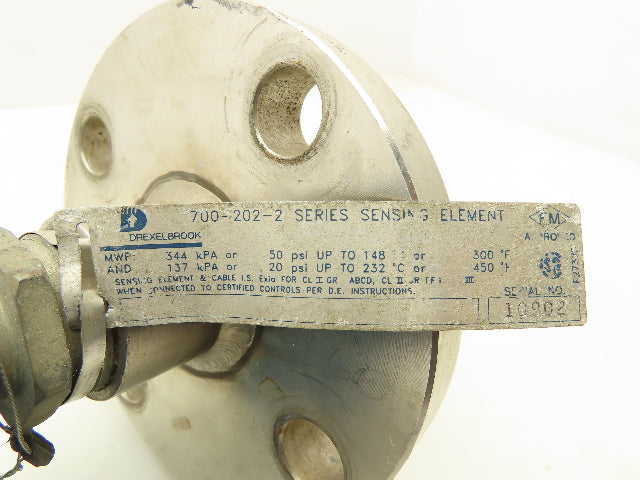 700-202-2 SERIES SENSING ELEMENT
DREXELBROOK
FM
MWP: 344 kPa or 50 psi UP TO 148 or 300 °F
AND 137 kPa or 20 psi UP TO 232 °C or 450 °F
SENSING ELEMENT & CABLE I.S. Exia FOR CL I GR ABCD, CL II GR III
WHEN CONNECTED TO CERTIFIED CONTROLS PER D.E. INSTRUCTIONS.
SERIAL NO.
10902